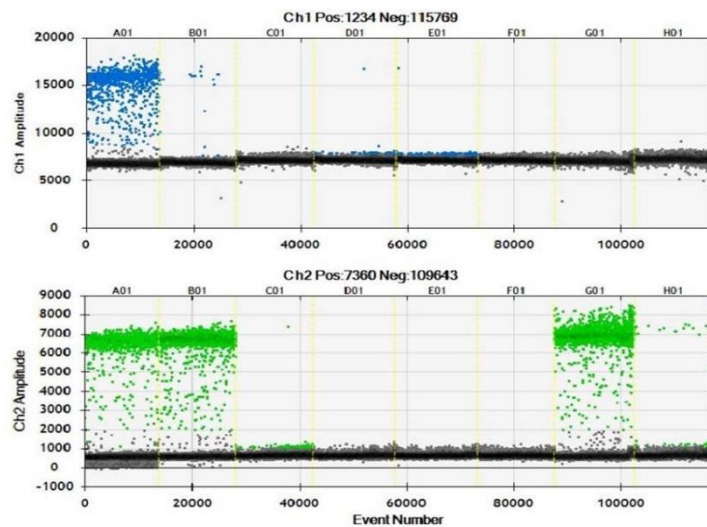 Ch1 Pos:1234 Neg:115769
A01 B01 C01 D01 E01 F01 G01 H01
20000
15000
10000
5000
0
Ch1 Amplitude
0 20000 40000 60000 80000 100000
Ch2 Pos:7360 Neg:109643
A01 B01 C01 D01 E01 F01 G01 H01
9000
8000
7000
6000
5000
4000
3000
2000
1000
0
-1000
Ch2 Amplitude
0 20000 40000 60000 80000 100000
Event Number